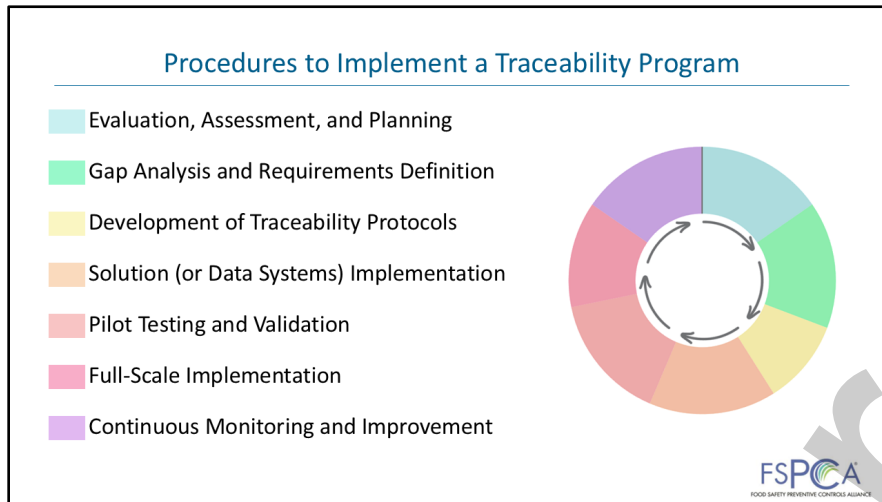 Procedures to Implement a Traceability Program
Evaluation, Assessment, and Planning
Gap Analysis and Requirements Definition
Development of Traceability Protocols
Solution (or Data Systems) Implementation
Pilot Testing and Validation
Full-Scale Implementation
Continuous Monitoring and Improvement
FSPCA
FOOD SAFETY PREVENTIVE CONTROLS ALLIANCE